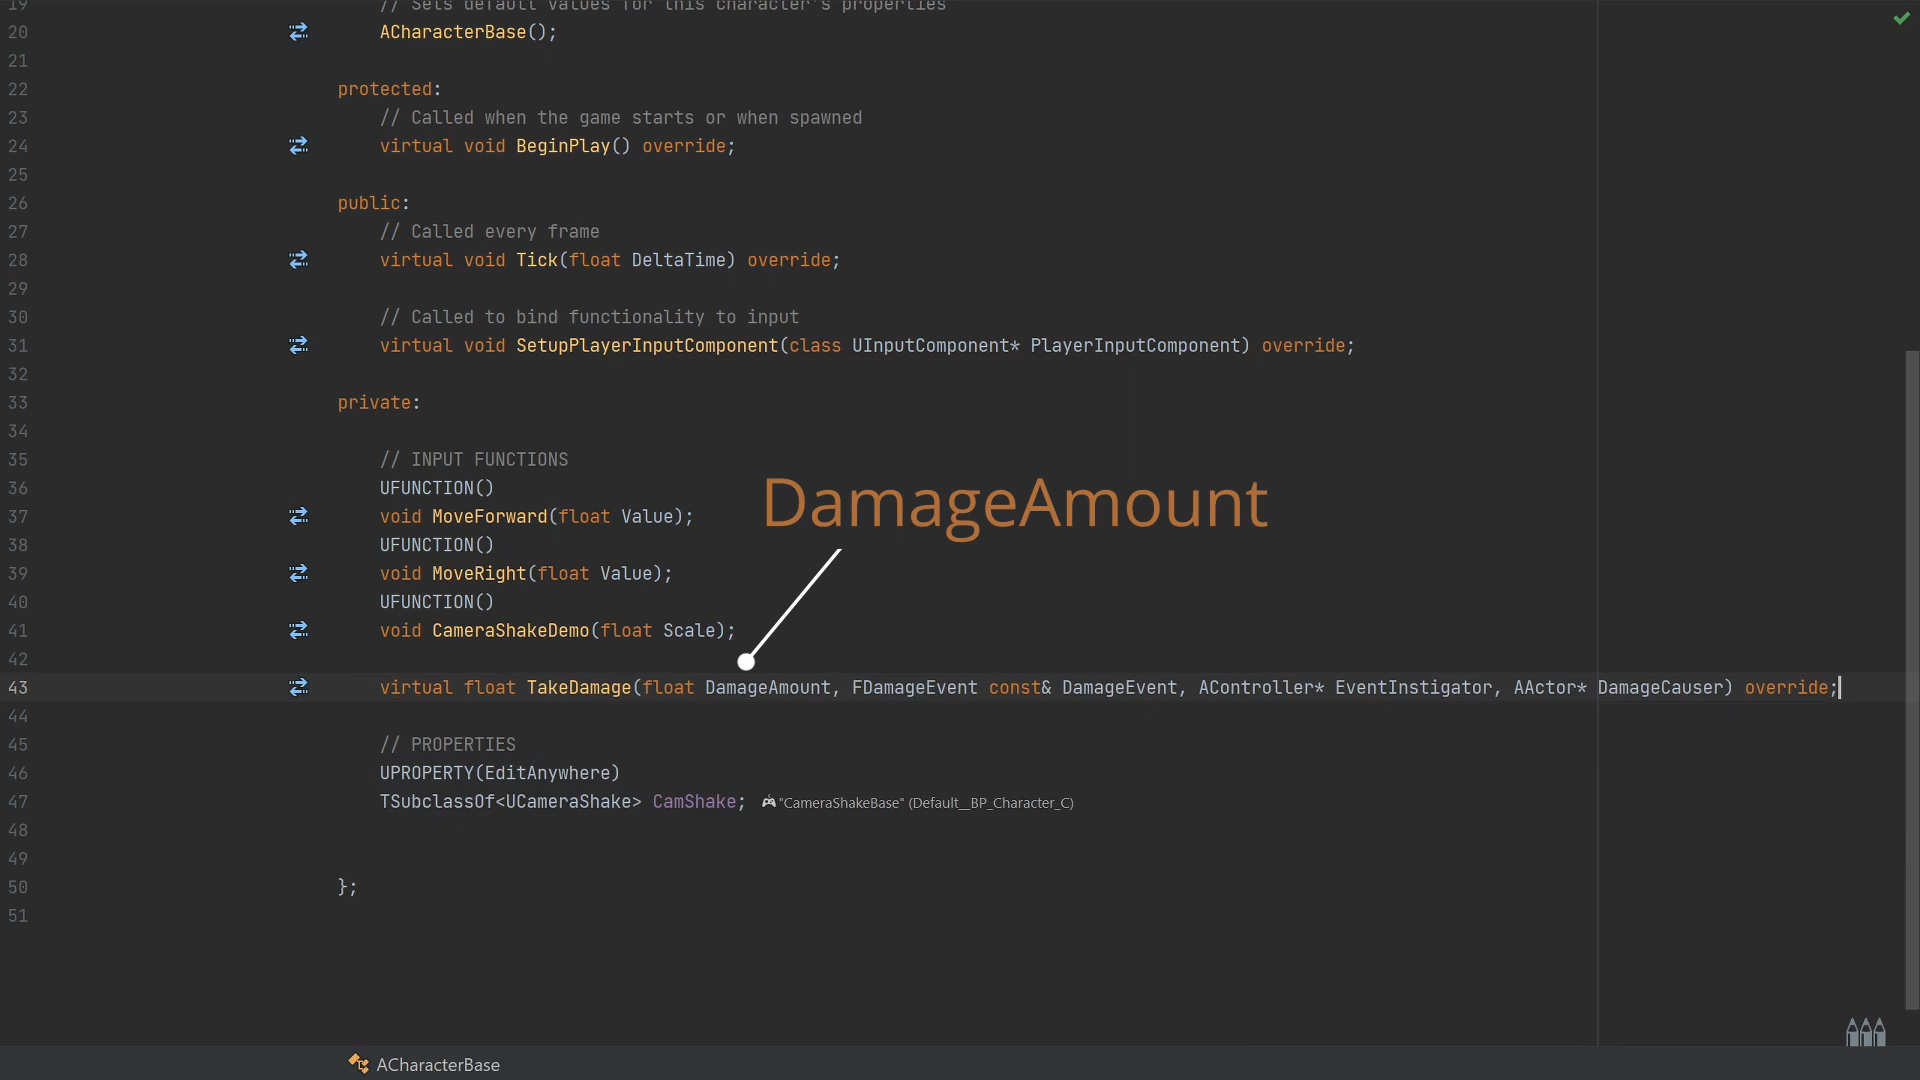 19 // Sets default values for this character's properties
20 ACharacterBase();
21
22 protected:
23 // Called when the game starts or when spawned
24 virtual void BeginPlay() override;
25
26 public:
27 // Called every frame
28 virtual void Tick(float DeltaTime) override;
29
30 // Called to bind functionality to input
31 virtual void SetupPlayerInputComponent(class UInputComponent* PlayerInputComponent) override;
32
33 private:
34
35 // INPUT FUNCTIONS
36 UFUNCTION()
DamageAmount
37 void MoveForward(float Value);
38 UFUNCTION()
39 void MoveRight(float Value);
40 UFUNCTION()
41 void CameraShakeDemo(float Scale);
42
43 virtual float TakeDamage(float DamageAmount, FDamageEvent const& DamageEvent, AController* EventInstigator, AActor* DamageCauser) override;
44
45 // PROPERTIES
46 UPROPERTY(EditAnywhere)
47 TSubclassOf<UCameraShake> CamShake; "CameraShakeBase" (Default__BP_Character_C)
48
49
50 };
51
ACharacterBase